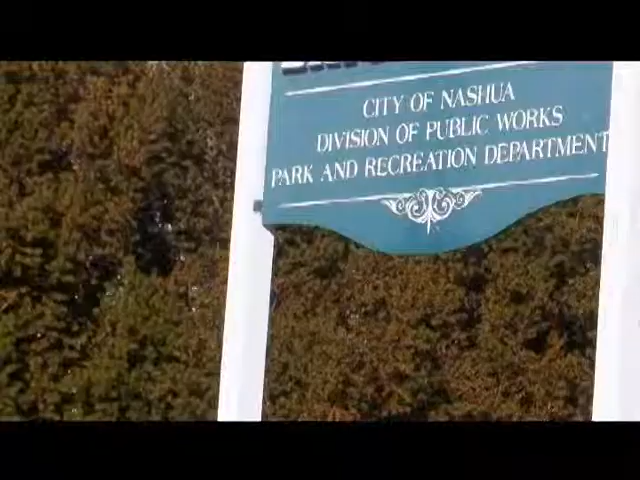 CITY OF NASHUA
DIVISION OF PUBLIC WORKS
PARK AND RECREATION DEPARTMENT